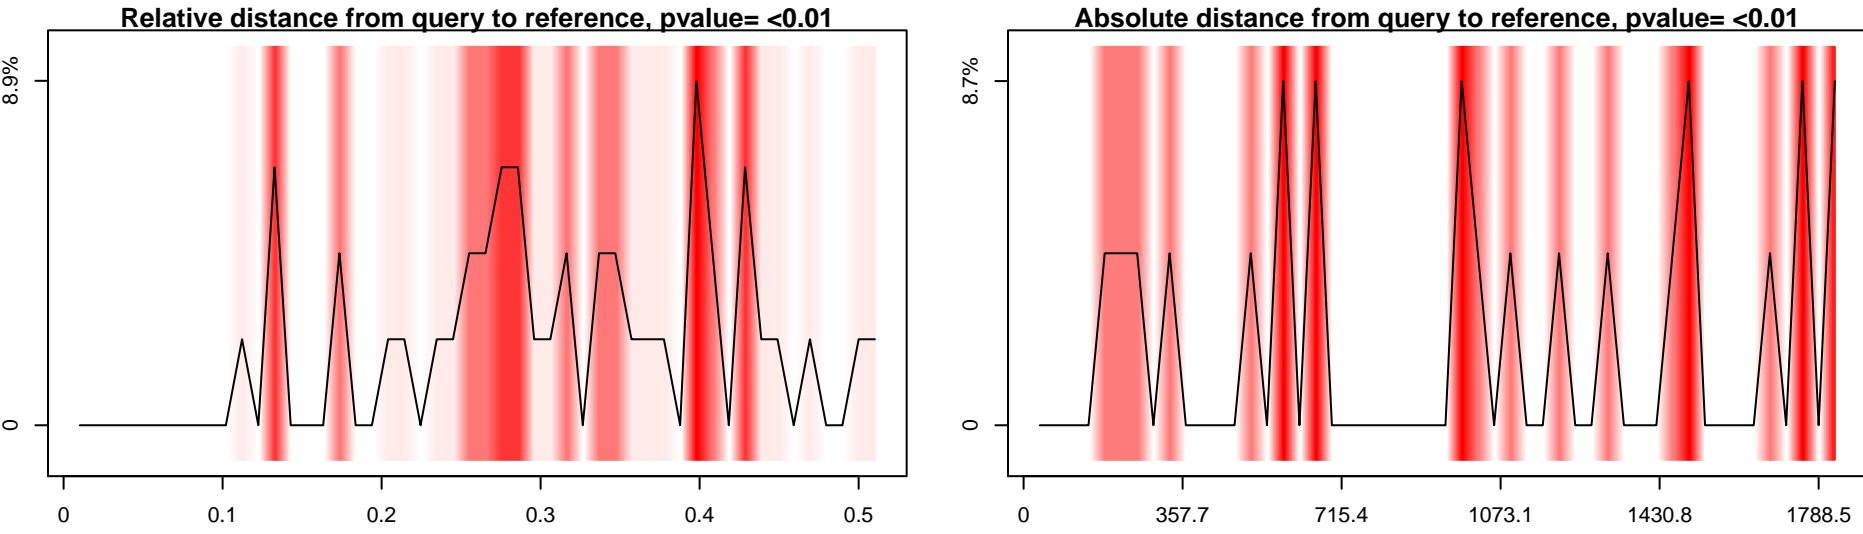 Relative distance from query to reference, pvalue= <0.01
8.9%
0
0 0.1 0.2 0.3 0.4 0.5
Absolute distance from query to reference, pvalue= <0.01
8.7%
0
0 357.7 715.4 1073.1 1430.8 1788.5